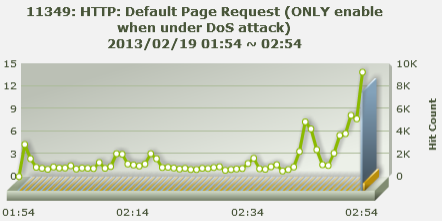 11349: HTTP: Default Page Request (ONLY enable
when under DoS attack)
2013/02/19 01:54 ~ 02:54
15
12
9
6
3
0
10K
8K
6K
4K
2K
0
Hit Count
01:54
02:14
02:34
02:54